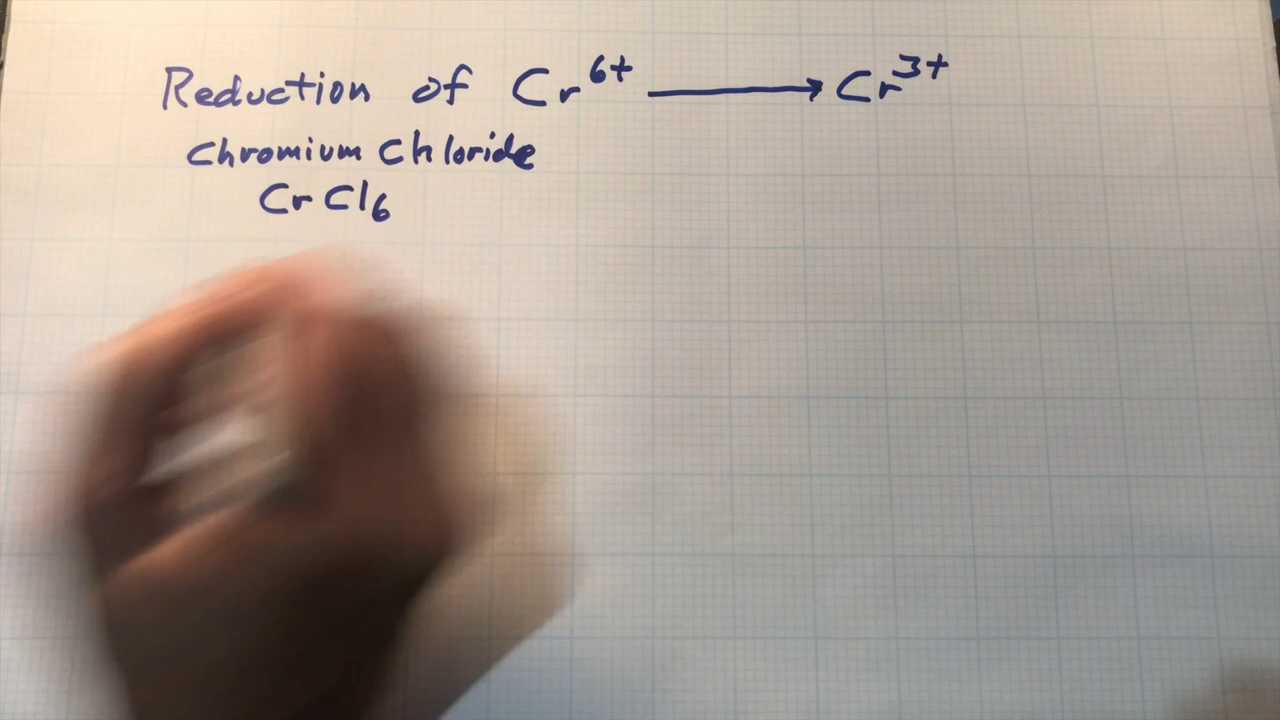 Reduction of Cr⁶⁺ ⟶ Cr³⁺
Chromium Chloride
CrCl₆